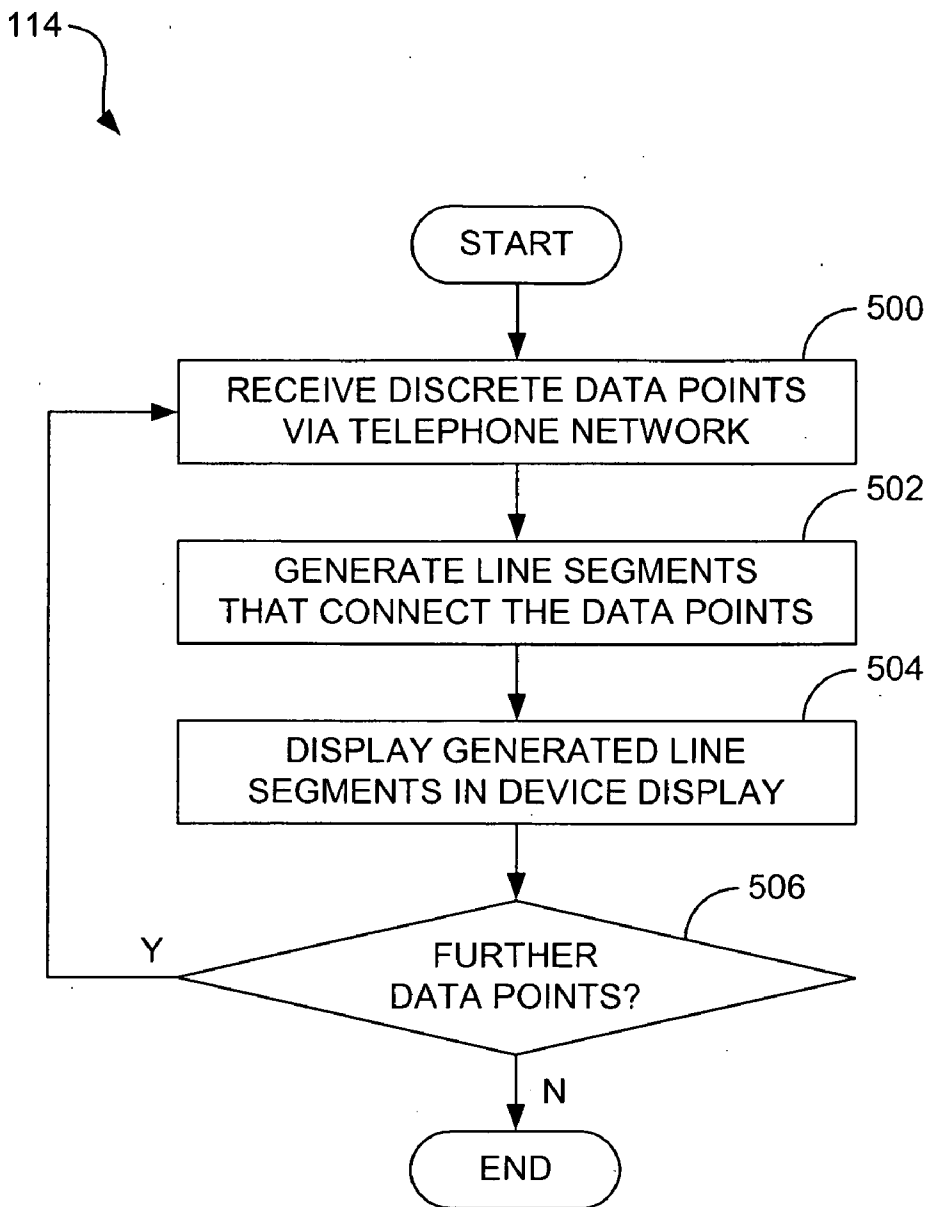 114
START
500
RECEIVE DISCRETE DATA POINTS
VIA TELEPHONE NETWORK
502
GENERATE LINE SEGMENTS
THAT CONNECT THE DATA POINTS
504
DISPLAY GENERATED LINE
SEGMENTS IN DEVICE DISPLAY
506
Y
FURTHER
DATA POINTS?
N
END